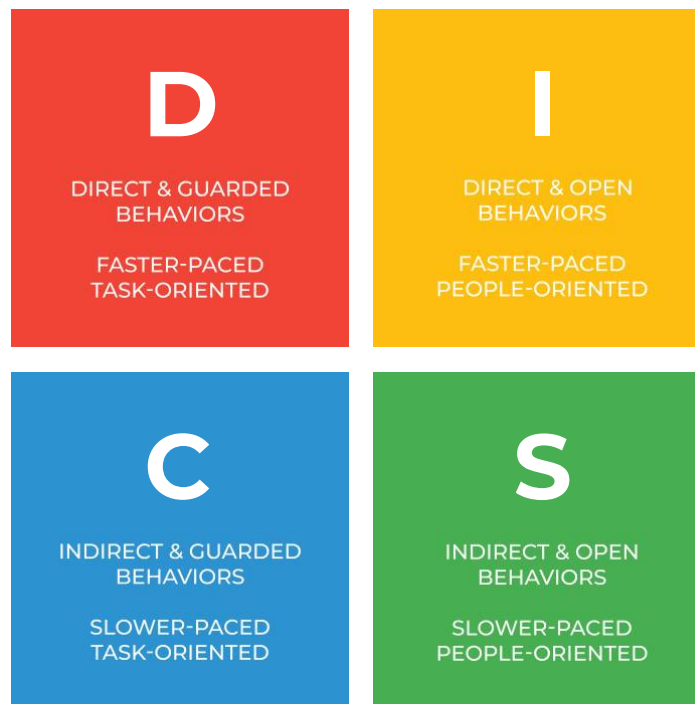 D
DIRECT & GUARDED
BEHAVIORS
FASTER-PACED
TASK-ORIENTED
I
DIRECT & OPEN
BEHAVIORS
FASTER-PACED
PEOPLE-ORIENTED
C
INDIRECT & GUARDED
BEHAVIORS
SLOWER-PACED
TASK-ORIENTED
S
INDIRECT & OPEN
BEHAVIORS
SLOWER-PACED
PEOPLE-ORIENTED